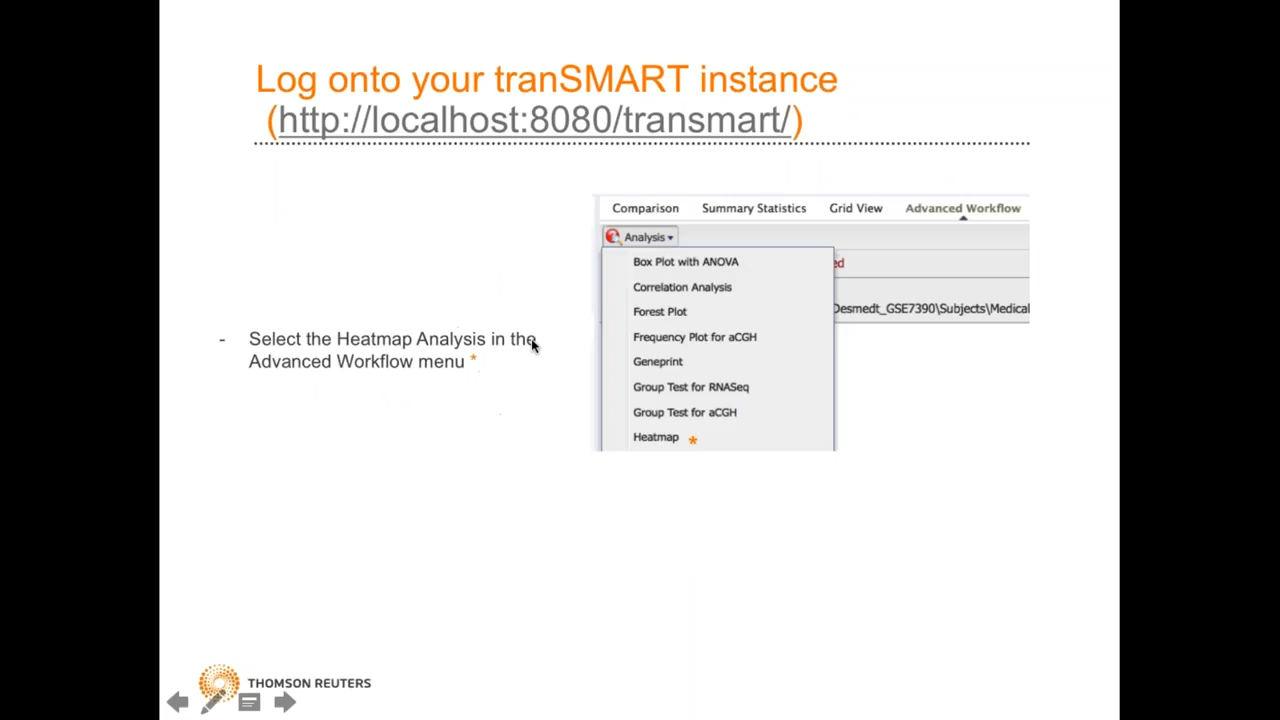 Log onto your tranSMART instance
(http://localhost:8080/transmart/)
Comparison Summary Statistics Grid View Advanced Workflow
Analysis
Box Plot with ANOVA
ed
Correlation Analysis
Forest Plot
Desmedt_GSE7390\Subjects\Medical
Frequency Plot for aCGH
Geneprint
Group Test for RNASeq
Group Test for aCGH
Heatmap *
- Select the Heatmap Analysis in the
Advanced Workflow menu *
THOMSON REUTERS